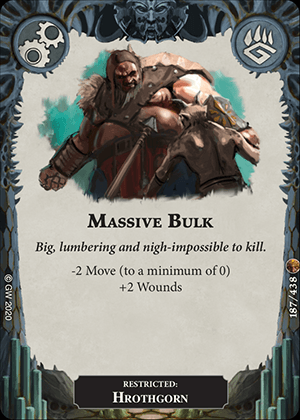 MASSIVE BULK
Big, lumbering and nigh-impossible to kill.
-2 Move (to a minimum of 0)
+2 Wounds
© GW 2020
187/438
RESTRICTED:
HROTHGORN